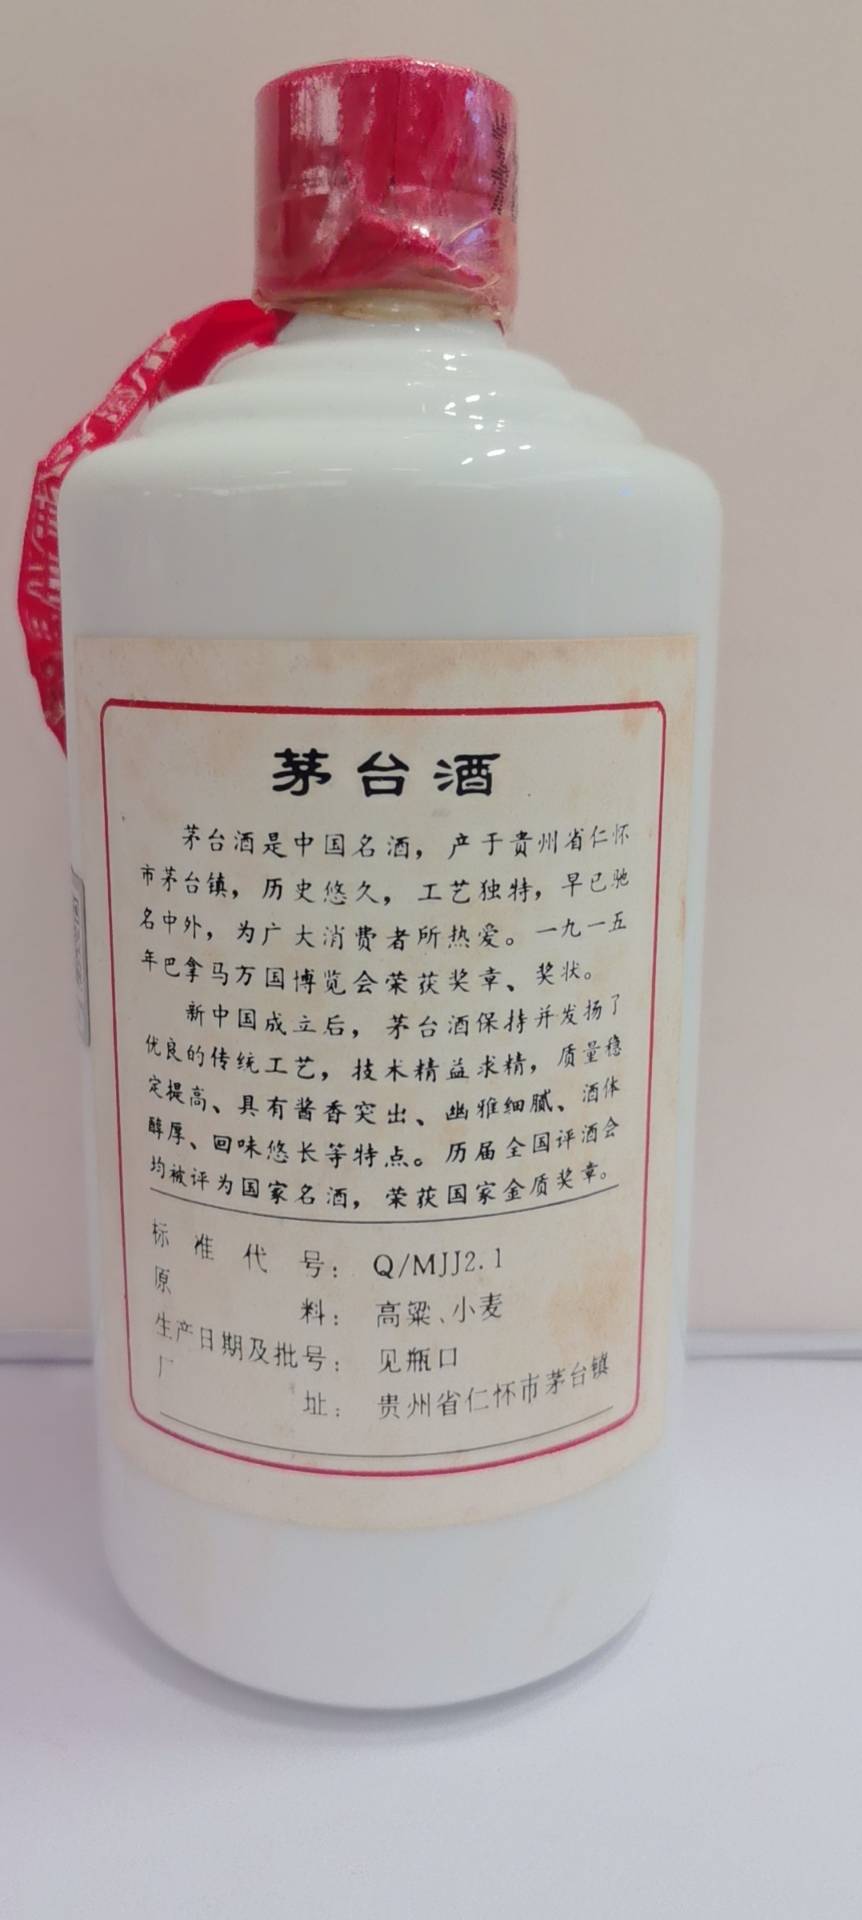 茅台酒
茅台酒是中国名酒，产于贵州省仁怀
市茅台镇，历史悠久，工艺独特，早已驰
名中外，为广大消费者所热爱。一九一五
年巴拿马万国博览会荣获奖章、奖状。
新中国成立后，茅台酒保持并发扬了
优良的传统工艺，技术精益求精，质量稳
定提高、具有酱香突出、幽雅细腻、酒体
醇厚、回味悠长等特点。历届全国评酒会
均被评为国家名酒，荣获国家金质奖章。
标准代号：Q/MJJ2.1
原料：高粱、小麦
生产日期及批号：见瓶口
厂址：贵州省仁怀市茅台镇